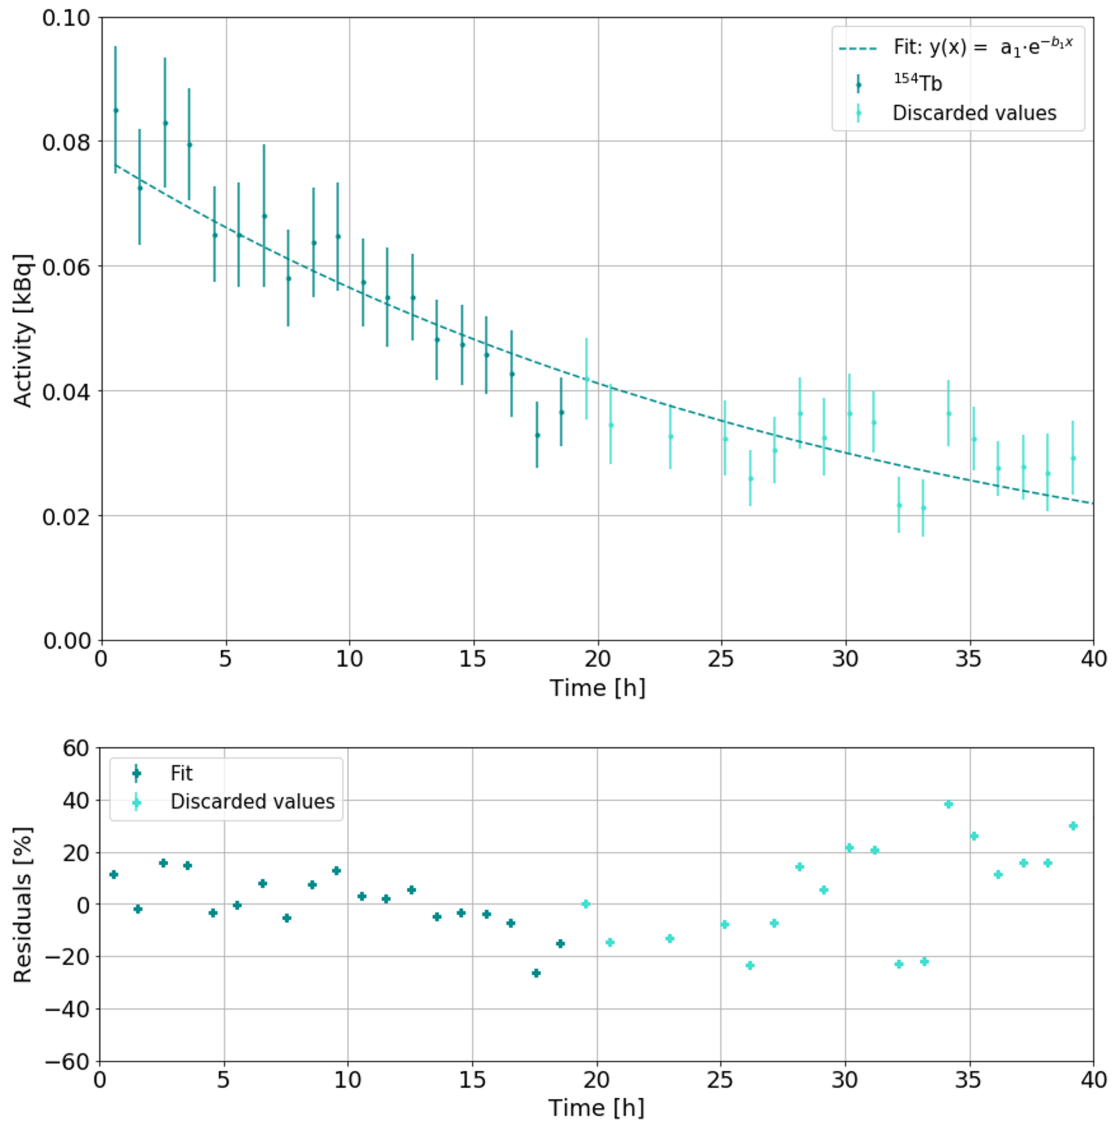 0.10
0.08
0.06
0.04
0.02
0.00
Activity [kBq]
Fit: y(x) = a₁·e^{-b₁x}
¹⁵⁴Tb
Discarded values
0 5 10 15 20 25 30 35 40
Time [h]
60
40
20
0
−20
−40
−60
Residuals [%]
Fit
Discarded values
0 5 10 15 20 25 30 35 40
Time [h]